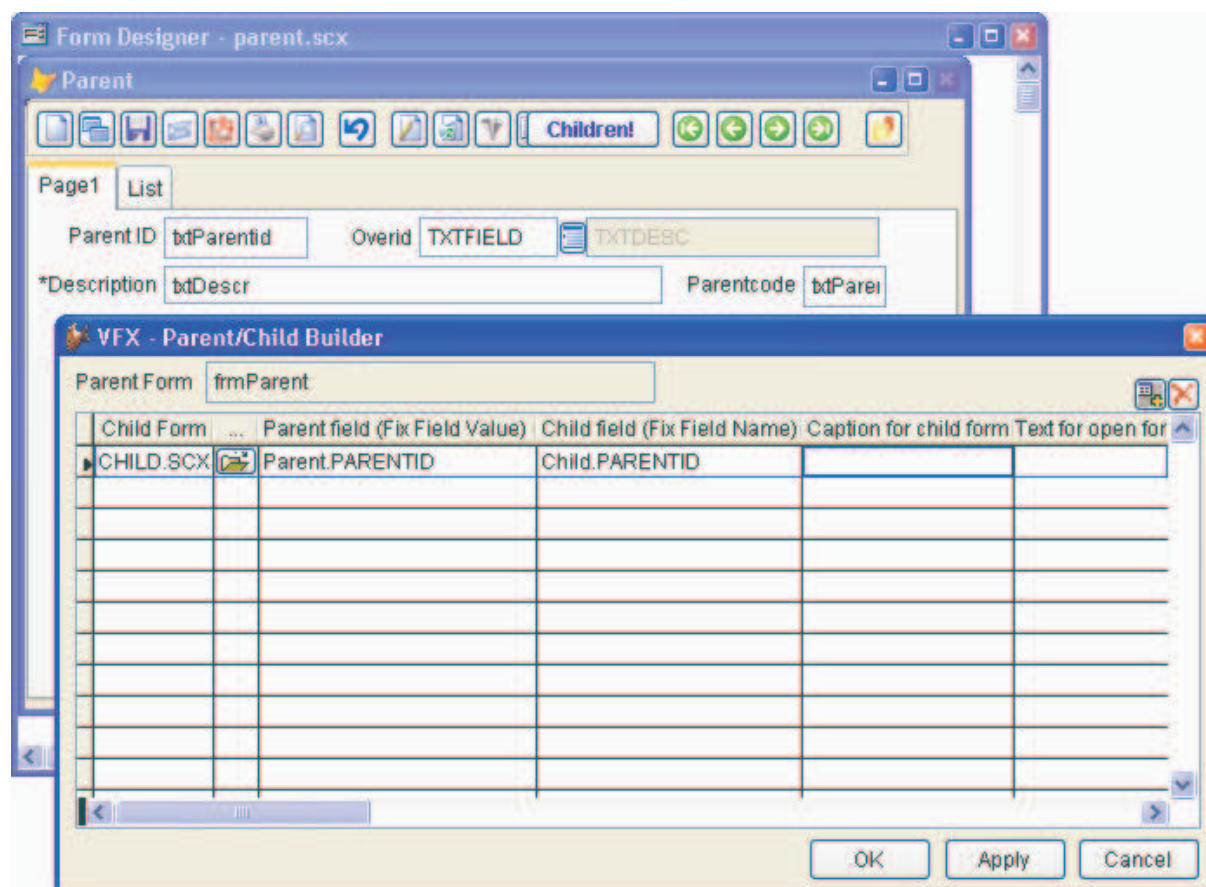 Form Designer - parent.scx
Parent
Children!
Page1 List
Parent ID txtParentid Overid TXTFIELD TXTDESC
*Description txtDescr Parentcode txtParei
VFX - Parent/Child Builder
Parent Form frmParent
Child Form ... Parent field (Fix Field Value) Child field (Fix Field Name) Caption for child form Text for open for
CHILD.SCX Parent.PARENTID Child.PARENTID
OK Apply Cancel